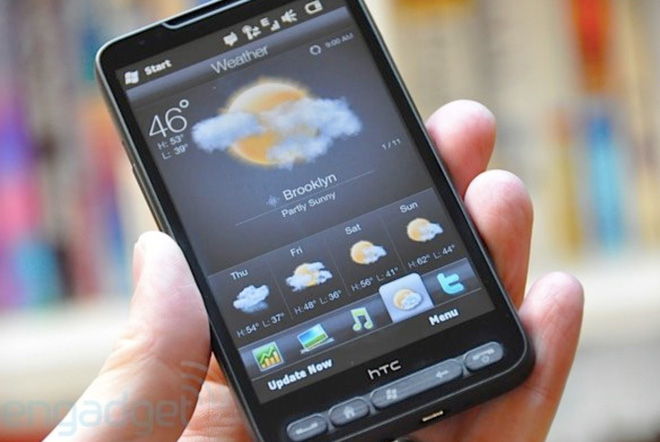 Start
Weather
9:00 AM
46°
H: 53°
L: 39°
1/11
Brooklyn
Partly Sunny
Thu
Fri
Sat
Sun
H: 54° L: 37°
H: 48° L: 36°
H: 56° L: 41°
H: 62° L: 44°
Update Now
Menu
hTC
engadget